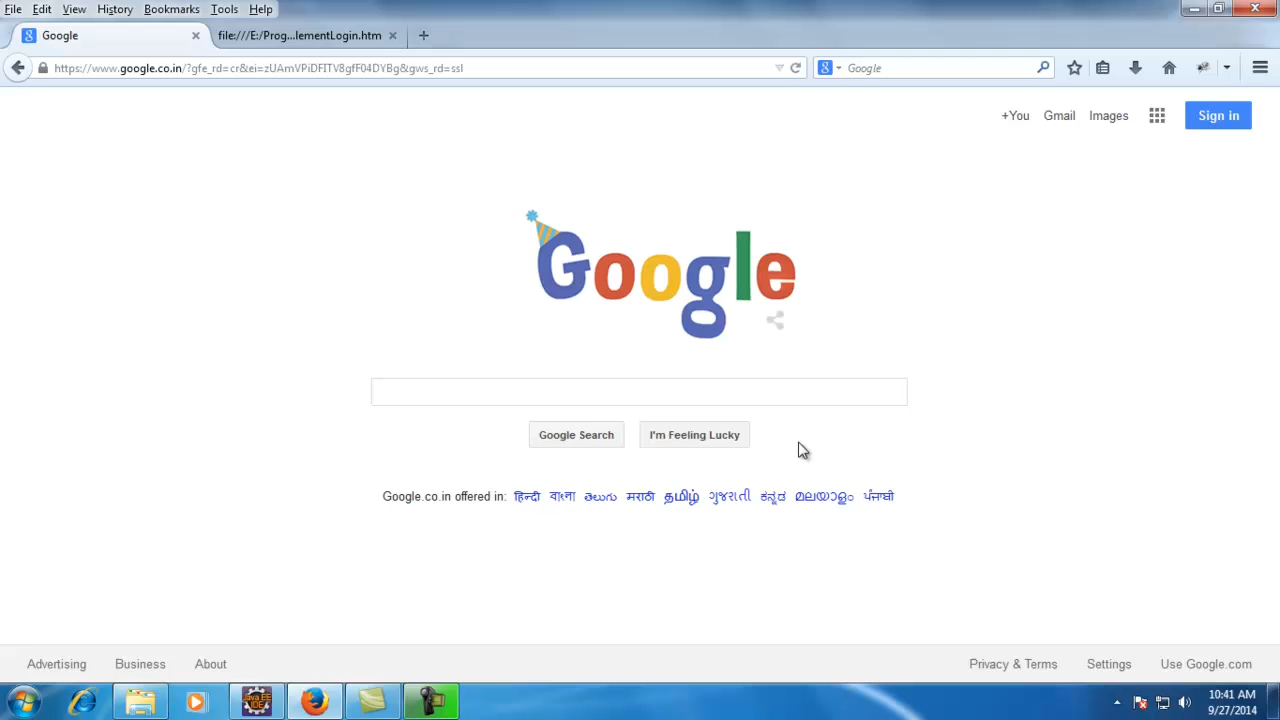 File Edit View History Bookmarks Tools Help
Google file:///E:/Prog...lementLogin.htm
https://www.google.co.in/?gfe_rd=cr&ei=zUAmVPiDFITV8gfF04DYBg&gws_rd=ssl Google
+You Gmail Images Sign in
Google
Google Search I'm Feeling Lucky
Google.co.in offered in: हिन्दी বাংলা తెలుగు मराठी தமிழ் ગુજરાતી ಕನ್ನಡ മലയാളം ਪੰਜਾਬੀ
Advertising Business About Privacy & Terms Settings Use Google.com
Java EE IDE
10:41 AM
9/27/2014